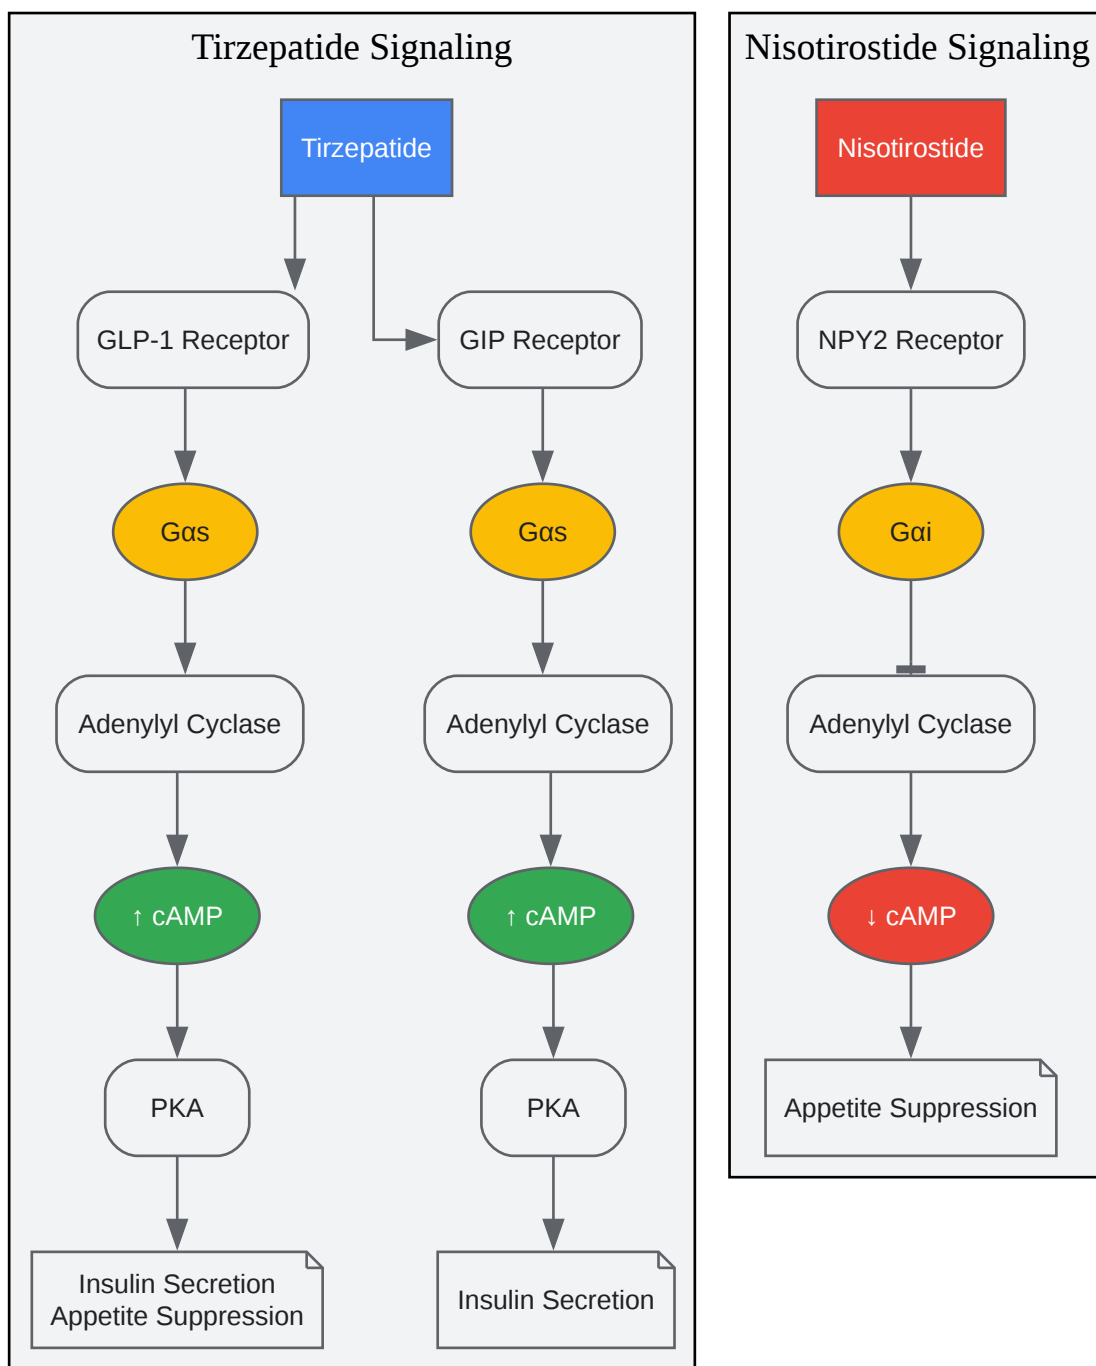 Tirzepatide Signaling
Tirzepatide
GLP-1 Receptor
GIP Receptor
Gαs
Gαs
Adenylyl Cyclase
Adenylyl Cyclase
↑ cAMP
↑ cAMP
PKA
PKA
Insulin Secretion
Appetite Suppression
Insulin Secretion
Nisotirostide Signaling
Nisotirostide
NPY2 Receptor
Gαi
Adenylyl Cyclase
↓ cAMP
Appetite Suppression